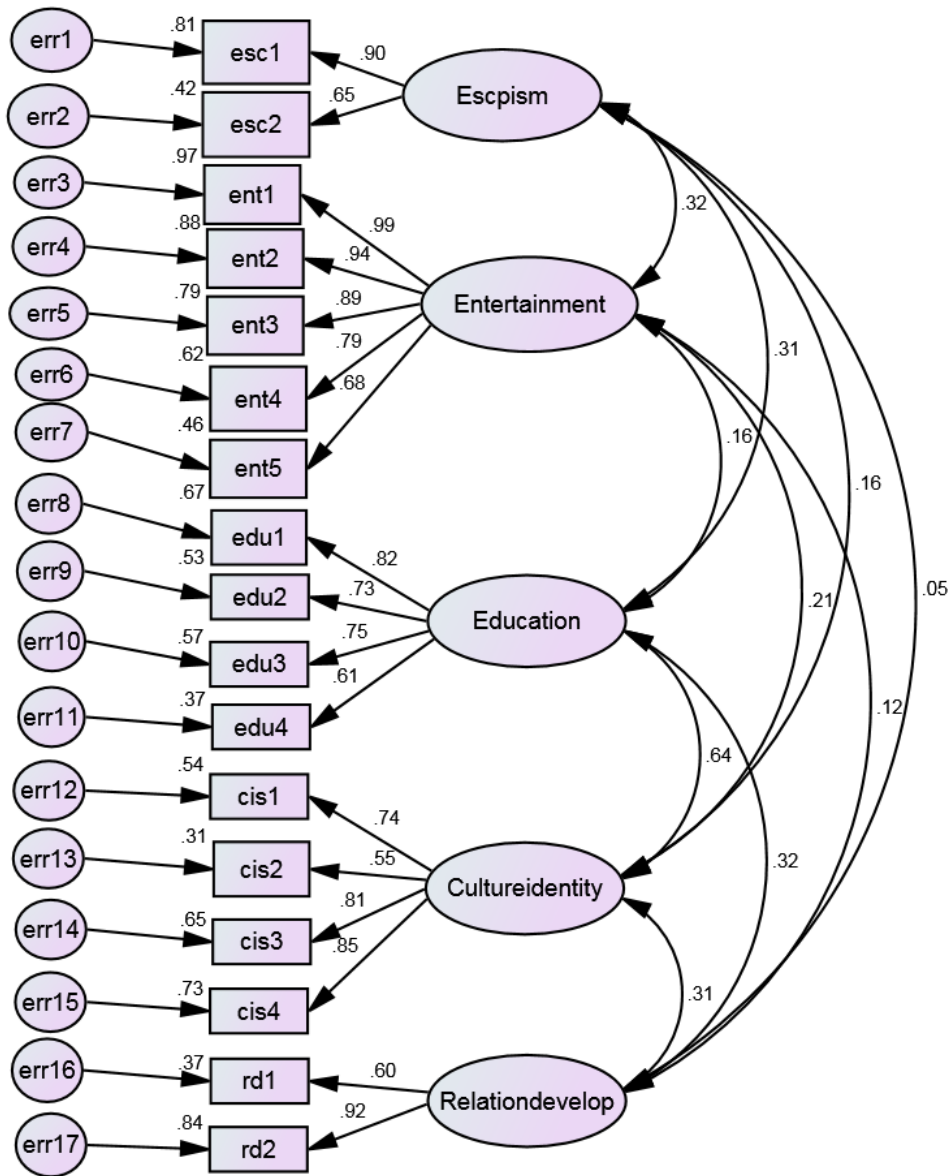 err1
.81
esc1
.90
Escpism
err2
.42
esc2
.65
err3
.97
ent1
.99
.32
err4
.88
ent2
.94
Entertainment
err5
.79
ent3
.89
.31
err6
.62
ent4
.79
err7
.46
ent5
.68
.16
.16
err8
.67
edu1
.82
err9
.53
edu2
.73
Education
.21
.05
err10
.57
edu3
.75
err11
.37
edu4
.61
.12
.64
err12
.54
cis1
.74
err13
.31
cis2
.55
Cultureidentity
.32
err14
.65
cis3
.81
err15
.73
cis4
.85
.31
err16
.37
rd1
.60
Relationdevelop
err17
.84
rd2
.92